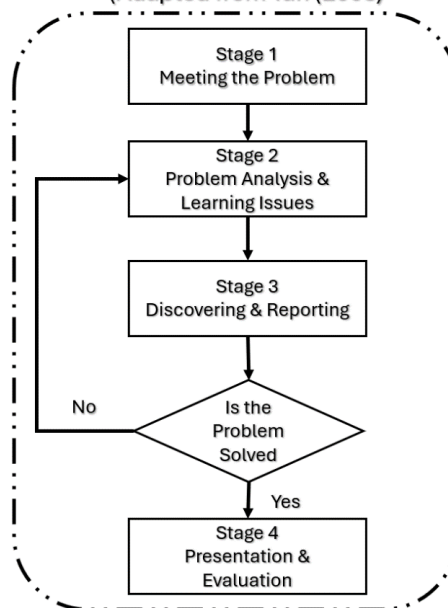 Stage 1
Meeting the Problem
Stage 2
Problem Analysis &
Learning Issues
Stage 3
Discovering & Reporting
No
Is the
Problem
Solved
Yes
Stage 4
Presentation &
Evaluation